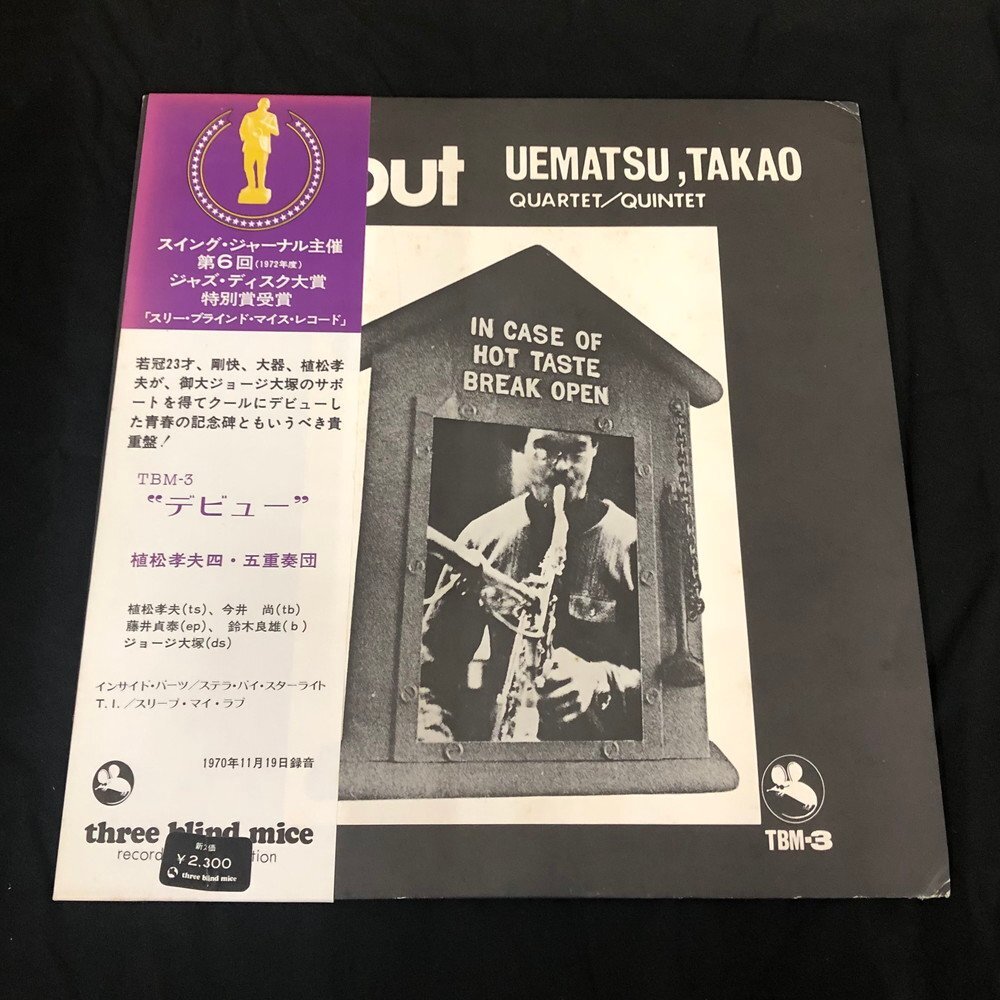 スイング・ジャーナル主催
第6回(1972年度)
ジャズ・ディスク大賞
特別賞受賞
「スリー・ブラインド・マイス・レコード」
若冠23才、剛快、大器、植松孝
夫が、御大ジョージ大塚のサポ
ートを得てクールにデビューし
た青春の記念碑ともいうべき貴
重盤!
TBM-3
“デビュー”
植松孝夫四・五重奏団
植松孝夫(ts)、今井 尚(tb)
藤井貞泰(ep)、鈴木良雄(b)
ジョージ大塚(ds)
インサイド・パーツ/ステラ・バイ・スターライト
T.I./スリープ・マイ・ラブ
1970年11月19日録音
three blind mice
¥2,300
three blind mice
out
UEMATSU,TAKAO
QUARTET/QUINTET
IN CASE OF
HOT TASTE
BREAK OPEN
TBM-3